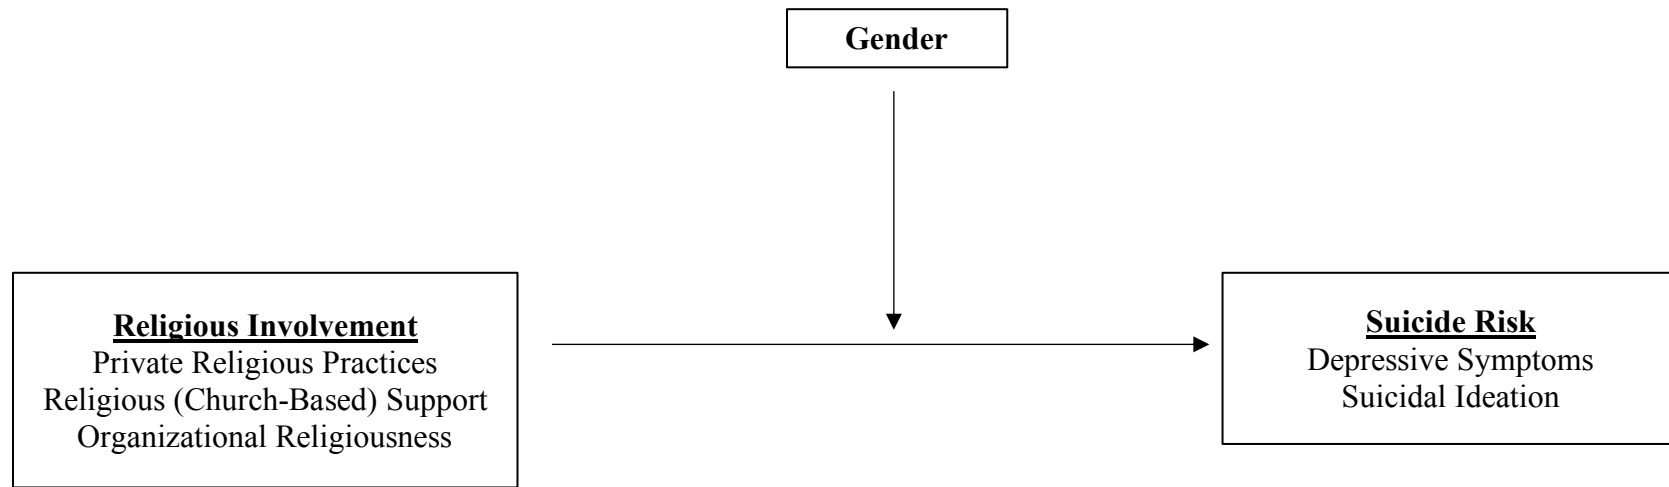 Gender
Religious Involvement
Private Religious Practices
Religious (Church-Based) Support
Organizational Religiousness
Suicide Risk
Depressive Symptoms
Suicidal Ideation